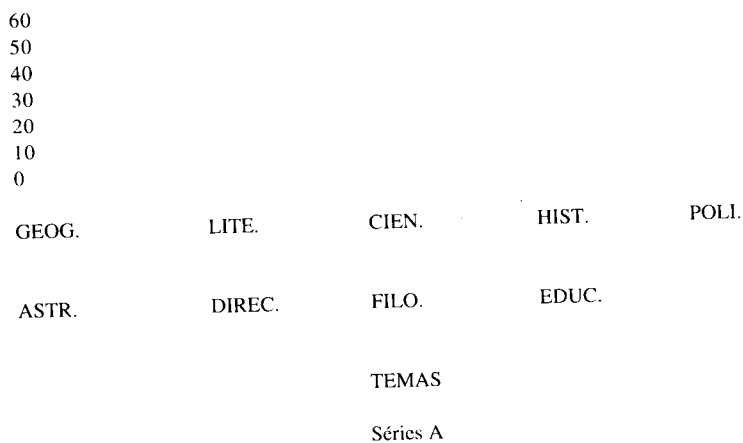 60
50
40
30
20
10
0
GEOG. LITE. CIEN. HIST. POLI.
ASTR. DIREC. FILO. EDUC.
TEMAS
Séries A